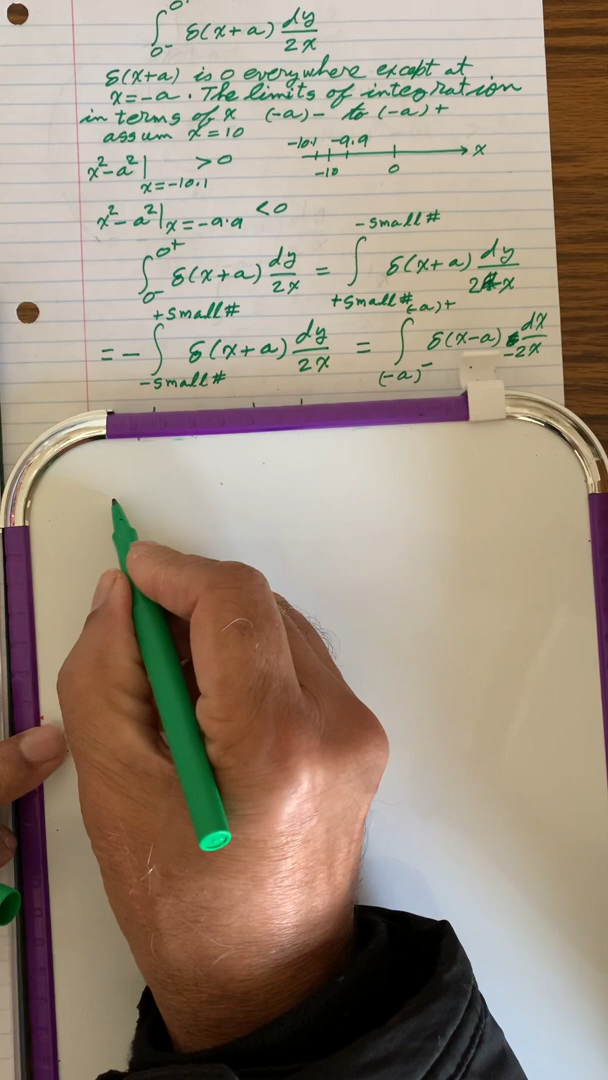 ∫₀₋⁰⁺ δ(x+a) dy/2x
δ(x+a) is 0 everywhere except at
x=-a. The limits of integration
in terms of x (-a)- to (-a)+
assum x=10
-10.1 -9.9
x²-a²|x=-10.1 >0
-10 0 x
x²-a²|x=-9.9 <0
∫₀₋⁰⁺ δ(x+a) dy/2x = ∫₊small#^-small# δ(x+a) dy/2x
= -∫₋small#^+small# δ(x+a) dy/2x = ∫(-a)-^(-a)+ δ(x-a) dx/-2x